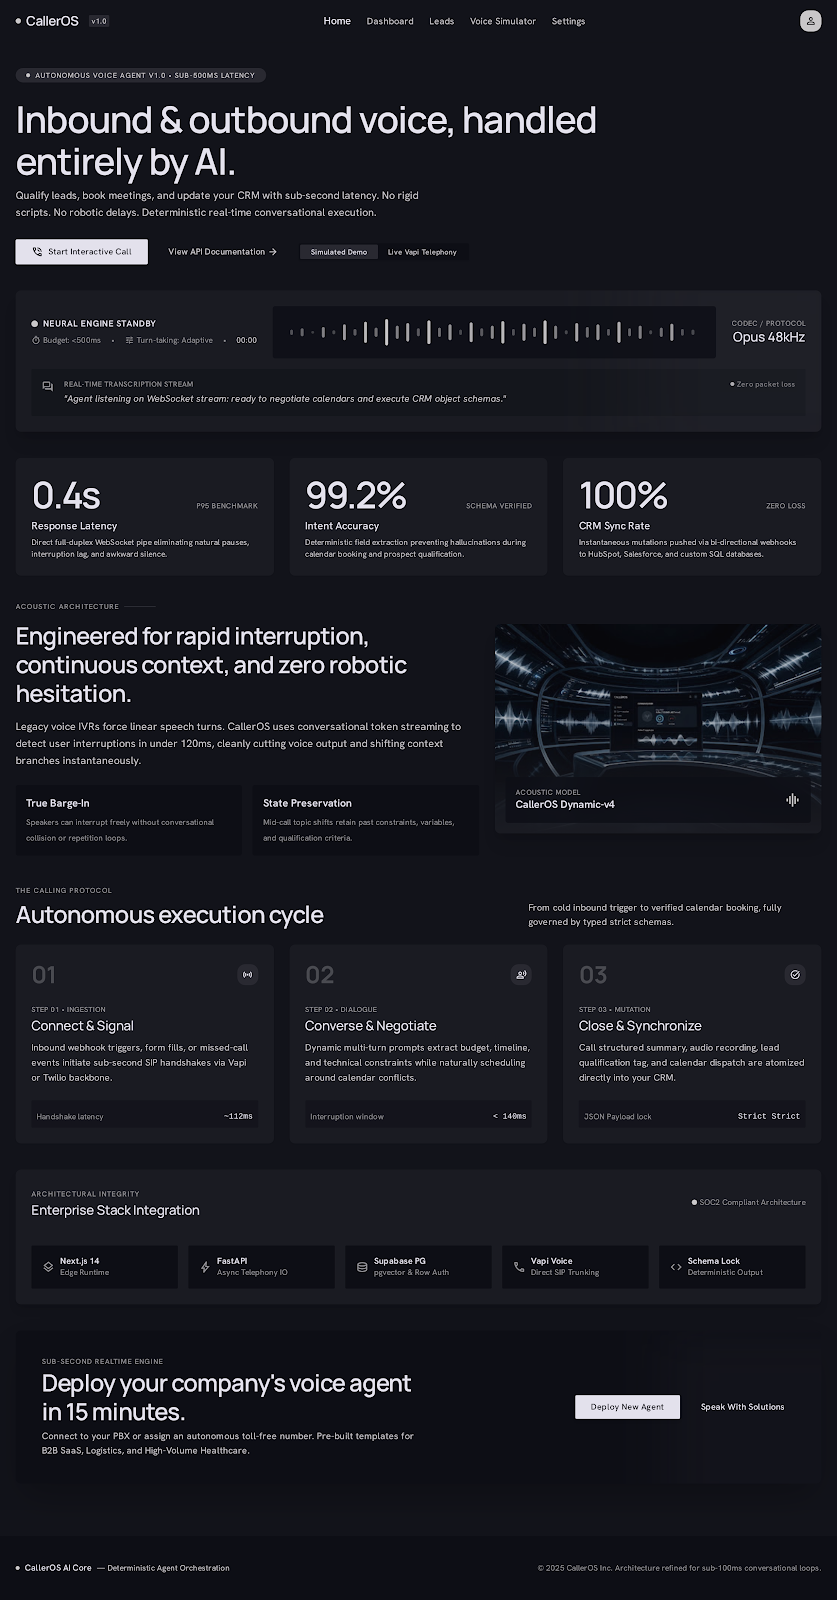 CallerOS v1.0
Home Dashboard Leads Voice Simulator Settings
AUTONOMOUS VOICE AGENT V1.0 • SUB-500MS LATENCY
Inbound & outbound voice, handled
entirely by AI.
Qualify leads, book meetings, and update your CRM with sub-second latency. No rigid
scripts. No robotic delays. Deterministic real-time conversational execution.
Start Interactive Call
View API Documentation →
Simulated Demo
Live Vapi Telephony
NEURAL ENGINE STANDBY
Budget: <500ms • Turn-taking: Adaptive • 00:00
CODEC / PROTOCOL
Opus 48kHz
REAL-TIME TRANSCRIPTION STREAM
Zero packet loss
"Agent listening on WebSocket stream: ready to negotiate calendars and execute CRM object schemas."
0.4s
P95 BENCHMARK
Response Latency
Direct full-duplex WebSocket pipe eliminating natural pauses,
interruption lag, and awkward silence.
99.2%
SCHEMA VERIFIED
Intent Accuracy
Deterministic field extraction preventing hallucinations during
calendar booking and prospect qualification.
100%
ZERO LOSS
CRM Sync Rate
Instantaneous mutations pushed via bi-directional webhooks
to HubSpot, Salesforce, and custom SQL databases.
ACOUSTIC ARCHITECTURE
Engineered for rapid interruption,
continuous context, and zero robotic
hesitation.
Legacy voice IVRs force linear speech turns. CallerOS uses conversational token streaming to
detect user interruptions in under 120ms, cleanly cutting voice output and shifting context
branches instantaneously.
True Barge-In
Speakers can interrupt freely without conversational
collision or repetition loops.
State Preservation
Mid-call topic shifts retain past constraints, variables,
and qualification criteria.
ACOUSTIC MODEL
CallerOS Dynamic-v4
THE CALLING PROTOCOL
Autonomous execution cycle
From cold inbound trigger to verified calendar booking, fully
governed by typed strict schemas.
01
STEP 01 • INGESTION
Connect & Signal
Inbound webhook triggers, form fills, or missed-call
events initiate sub-second SIP handshakes via Vapi
or Twilio backbone.
Handshake latency ~112ms
02
STEP 02 • DIALOGUE
Converse & Negotiate
Dynamic multi-turn prompts extract budget, timeline,
and technical constraints while naturally scheduling
around calendar conflicts.
Interruption window < 140ms
03
STEP 03 • MUTATION
Close & Synchronize
Call structured summary, audio recording, lead
qualification tag, and calendar dispatch are atomized
directly into your CRM.
JSON Payload lock Strict Strict
ARCHITECTURAL INTEGRITY
Enterprise Stack Integration
SOC2 Compliant Architecture
Next.js 14
Edge Runtime
FastAPI
Async Telephony IO
Supabase PG
pgvector & Row Auth
Vapi Voice
Direct SIP Trunking
Schema Lock
Deterministic Output
SUB-SECOND REALTIME ENGINE
Deploy your company's voice agent
in 15 minutes.
Connect to your PBX or assign an autonomous toll-free number. Pre-built templates for
B2B SaaS, Logistics, and High-Volume Healthcare.
Deploy New Agent
Speak With Solutions
CallerOS AI Core — Deterministic Agent Orchestration
© 2025 CallerOS Inc. Architecture refined for sub-100ms conversational loops.